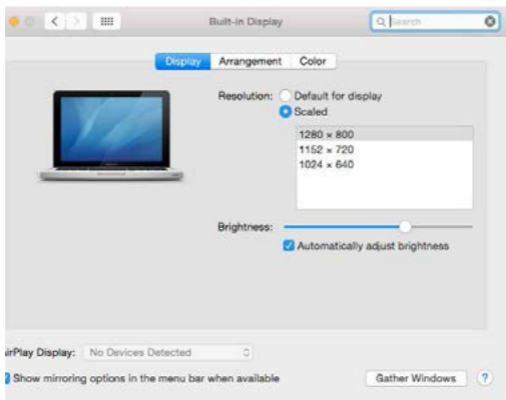 Built-in Display
Search
Display Arrangement Color
Resolution: Default for display
Scaled
1280 × 800
1152 × 720
1024 × 640
Brightness:
Automatically adjust brightness
irPlay Display: No Devices Detected
Show mirroring options in the menu bar when available
Gather Windows ?